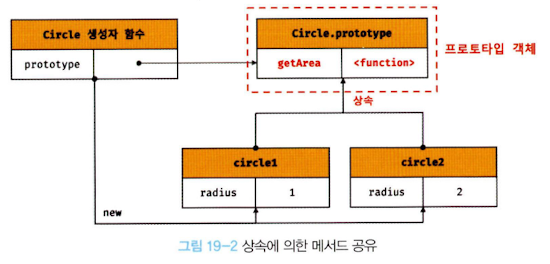 Circle 생성자 함수
prototype
Circle.prototype
getArea <function>
프로토타입 객체
상속
circle1
radius 1
circle2
radius 2
new
그림 19-2 상속에 의한 메서드 공유